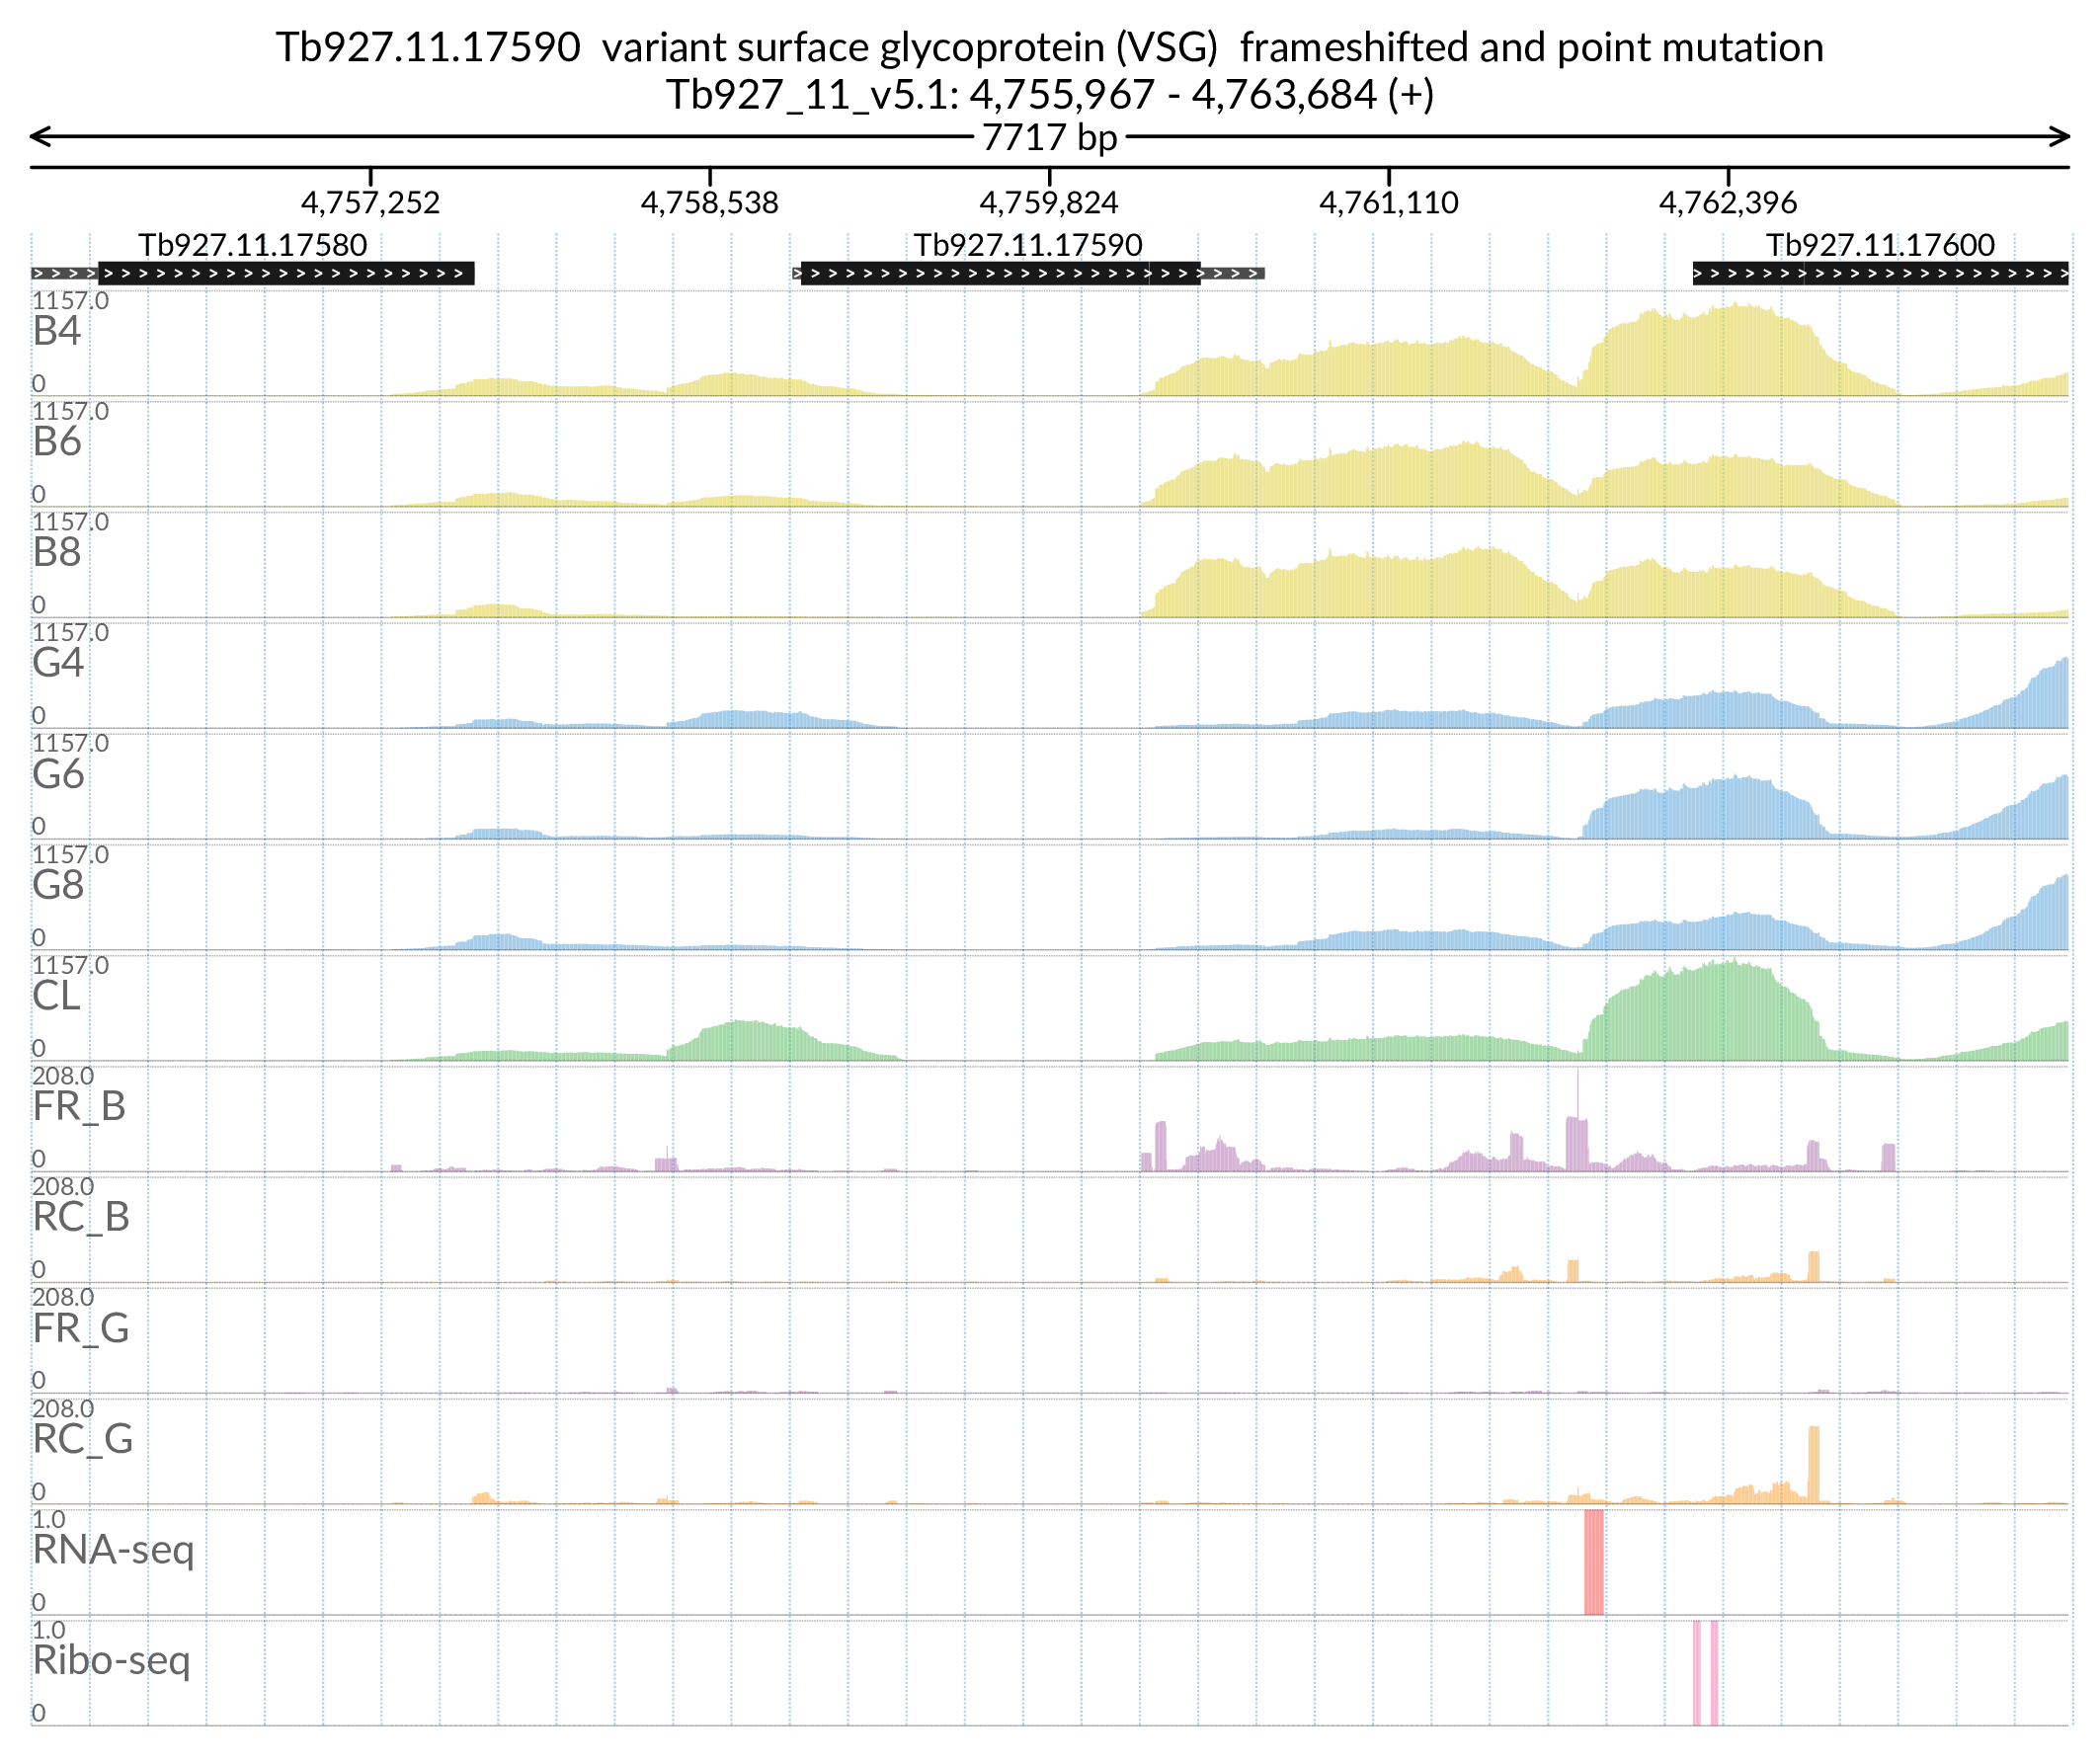 Tb927.11.17590  variant surface glycoprotein (VSG)  frameshifted and point mutation
Tb927_11_v5.1: 4,755,967 - 4,763,684 (+)
7717 bp
4,757,252 4,758,538 4,759,824 4,761,110 4,762,396
Tb927.11.17580 Tb927.11.17590 Tb927.11.17600
1157.0
B4
0
1157.0
B6
0
1157.0
B8
0
1157.0
G4
0
1157.0
G6
0
1157.0
G8
0
1157.0
CL
0
208.0
FR_B
0
208.0
RC_B
0
208.0
FR_G
0
208.0
RC_G
0
1.0
RNA-seq
0
1.0
Ribo-seq
0